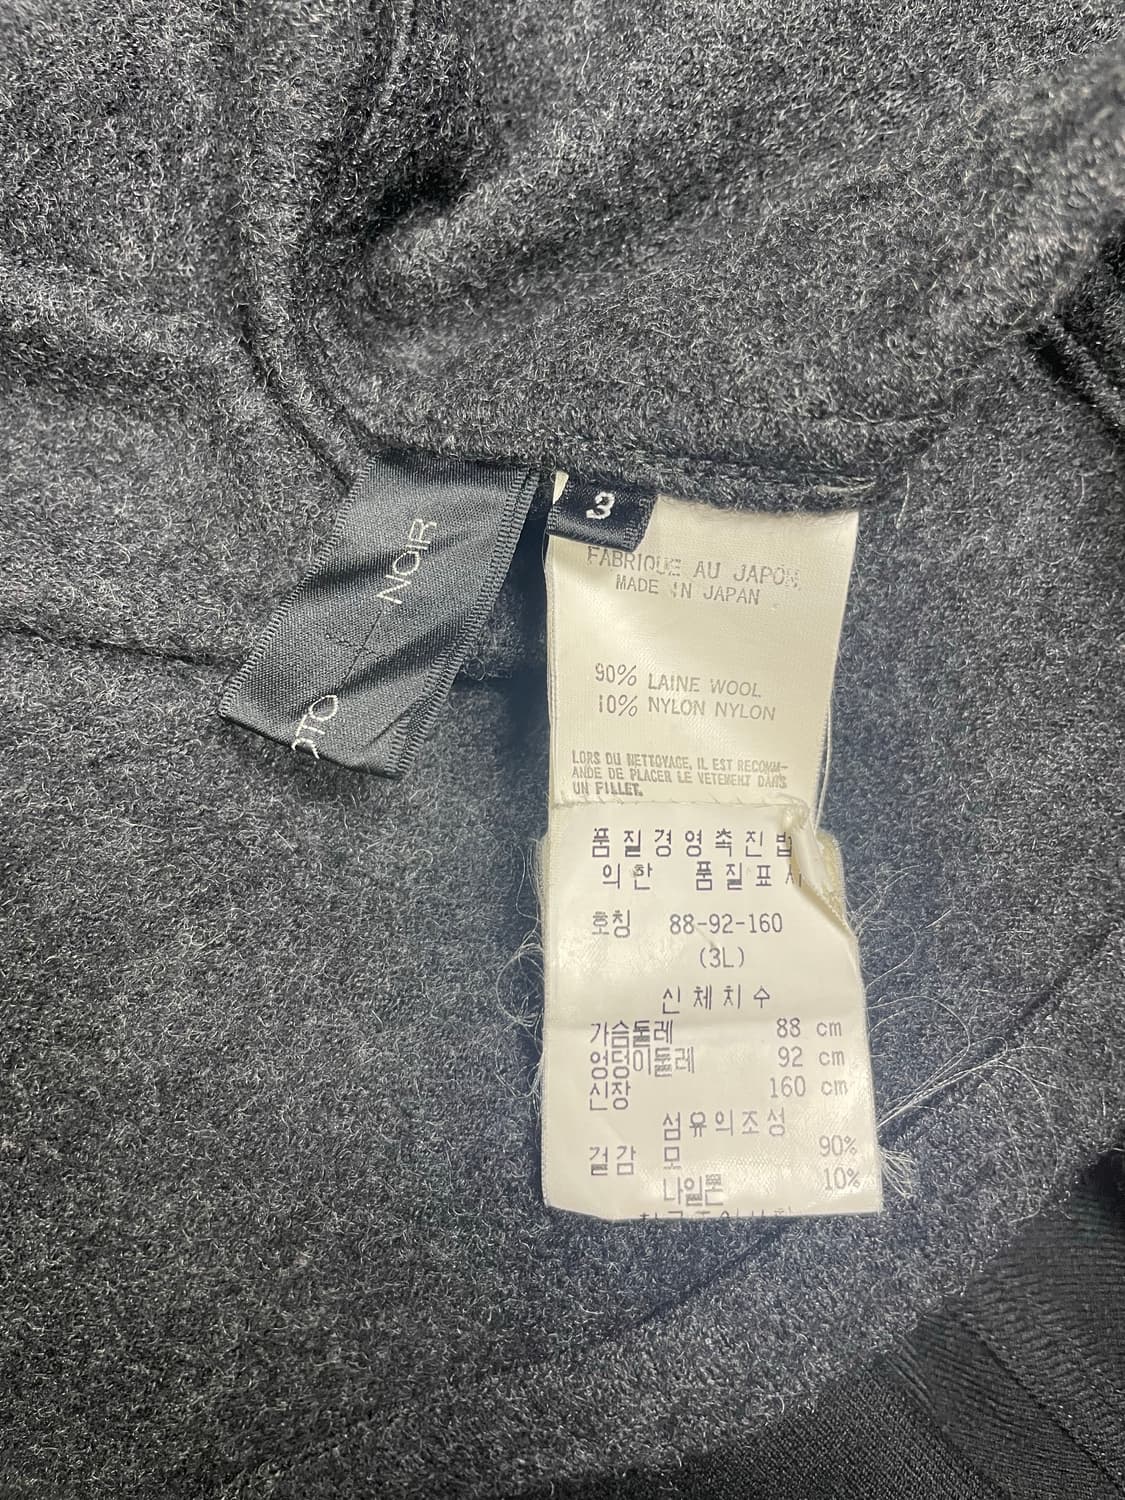 NOIR
OTO
3
FABRIQUE AU JAPON
MADE IN JAPAN
90% LAINE WOOL
10% NYLON NYLON
LORS DU NETTOYAGE, IL EST RECOMM-
ANDE DE PLACER LE VETEMENT DANS
UN FILLET.
품질경영촉진법
의한 품질표시
호칭 88-92-160
(3L)
신체치수
가슴둘레 88 cm
엉덩이둘레 92 cm
신장 160 cm
섬유의조성
겉감 모 90%
나일론 10%